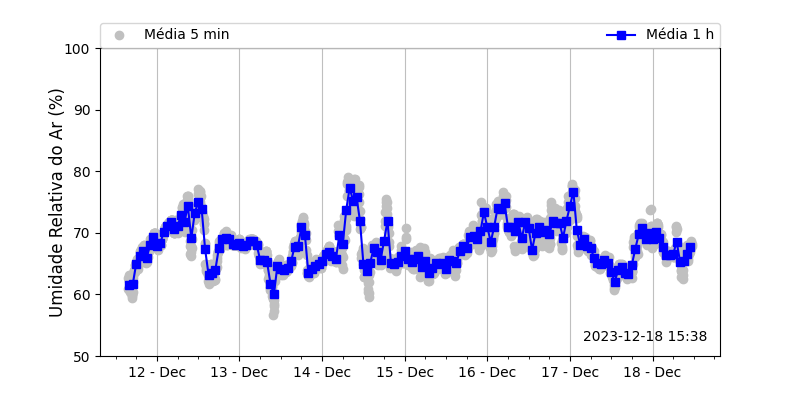 Média 5 min
Média 1 h
100
90
80
70
60
50
Umidade Relativa do Ar (%)
2023-12-18 15:38
12 - Dec
13 - Dec
14 - Dec
15 - Dec
16 - Dec
17 - Dec
18 - Dec